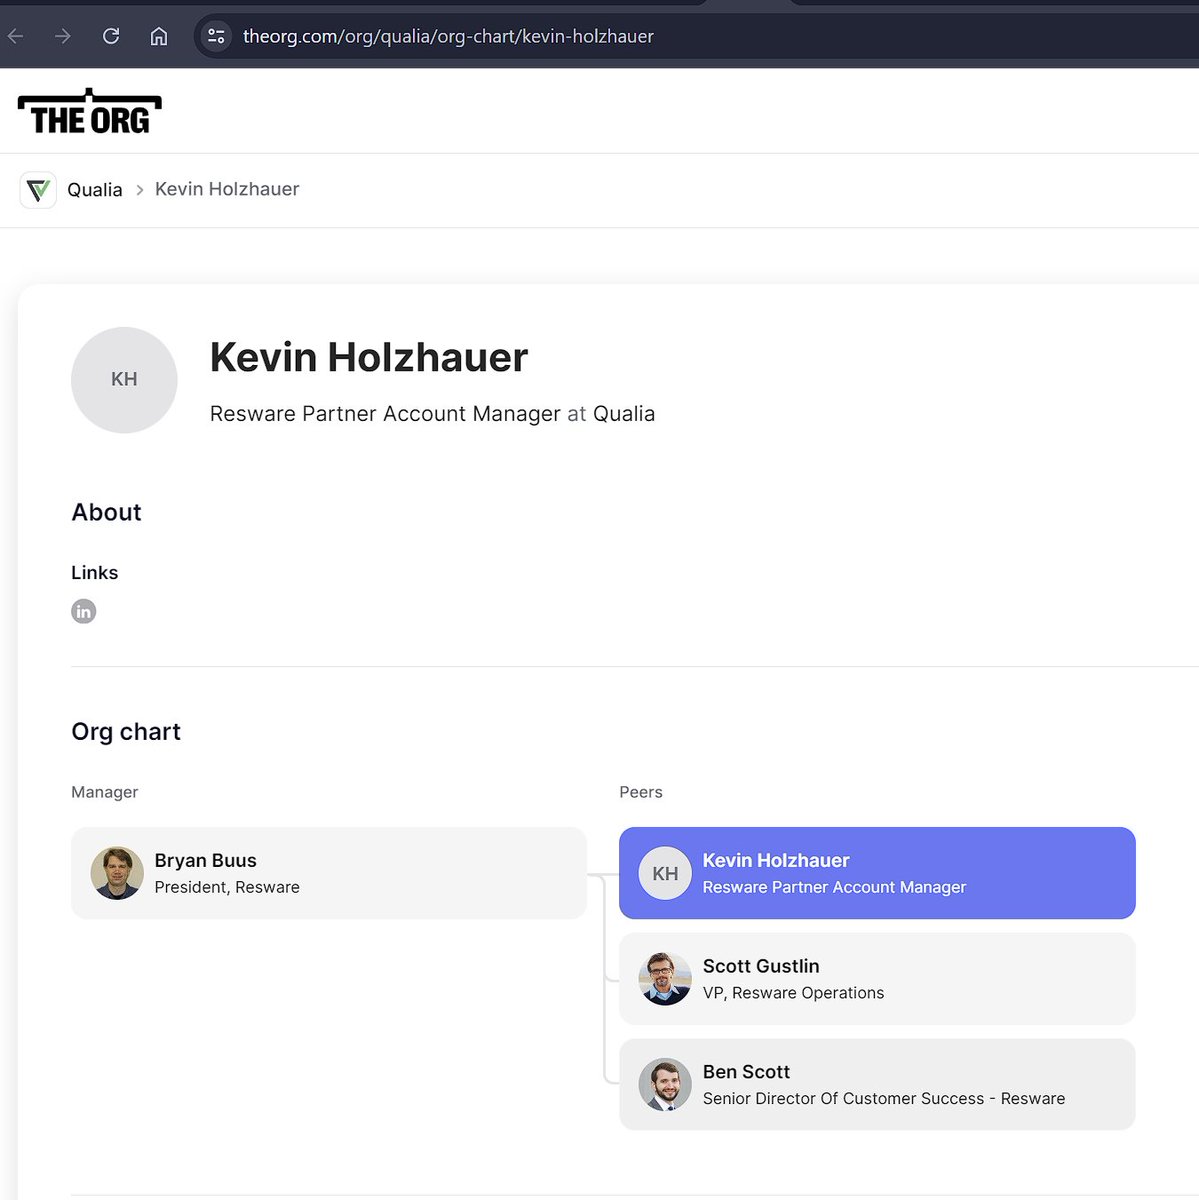 theorg.com/org/qualia/org-chart/kevin-holzhauer
THE ORG
Qualia > Kevin Holzhauer
KH
Kevin Holzhauer
Resware Partner Account Manager at Qualia
About
Links
in
Org chart
Manager
Peers
Bryan Buus
President, Resware
KH
Kevin Holzhauer
Resware Partner Account Manager
Scott Gustlin
VP, Resware Operations
Ben Scott
Senior Director Of Customer Success - Resware